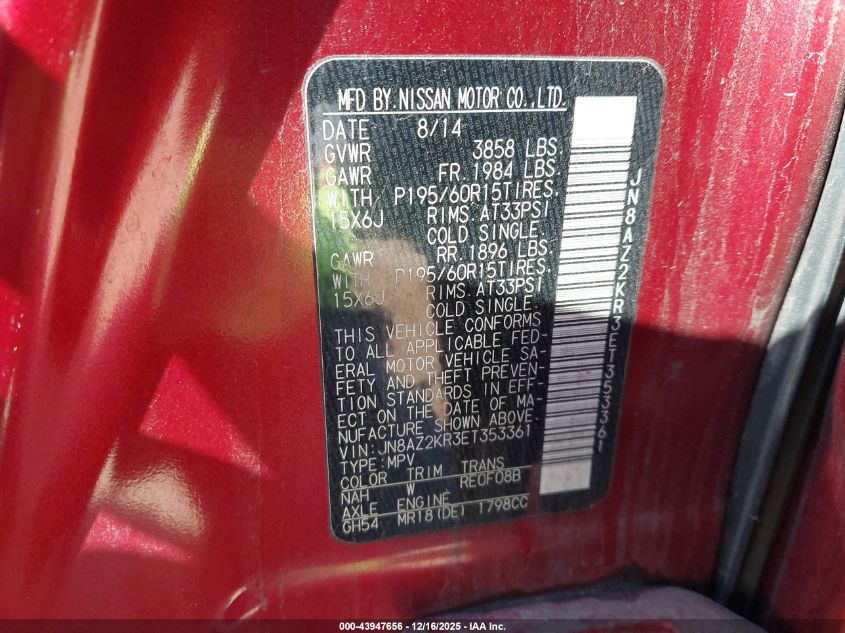 MFD BY.NISSAN MOTOR CO.,LTD.
DATE 8/14
GVWR 3858 LBS.
GAWR FR.1984 LBS.
WITH P195/60R15TIRES.
15X6J RIMS AT33PSI
COLD SINGLE.
GAWR RR.1896 LBS.
WITH P195/60R15TIRES.
15X6J RIMS AT33PSI
COLD SINGLE.
THIS VEHICLE CONFORMS
TO ALL APPLICABLE FED-
ERAL MOTOR VEHICLE SA-
FETY AND THEFT PREVEN-
TION STANDARDS IN EFF-
ECT ON THE DATE OF MA-
NUFACTURE SHOWN ABOVE.
VIN:JN8AZ2KR3ET353361
TYPE:MPV
COLOR TRIM TRANS
NAH W RE0F08B
AXLE ENGINE
GH54 MR18(DE) 1798CC
JN8AZ2KR3ET353361
000-43947656 - 12/16/2025 - IAA Inc.